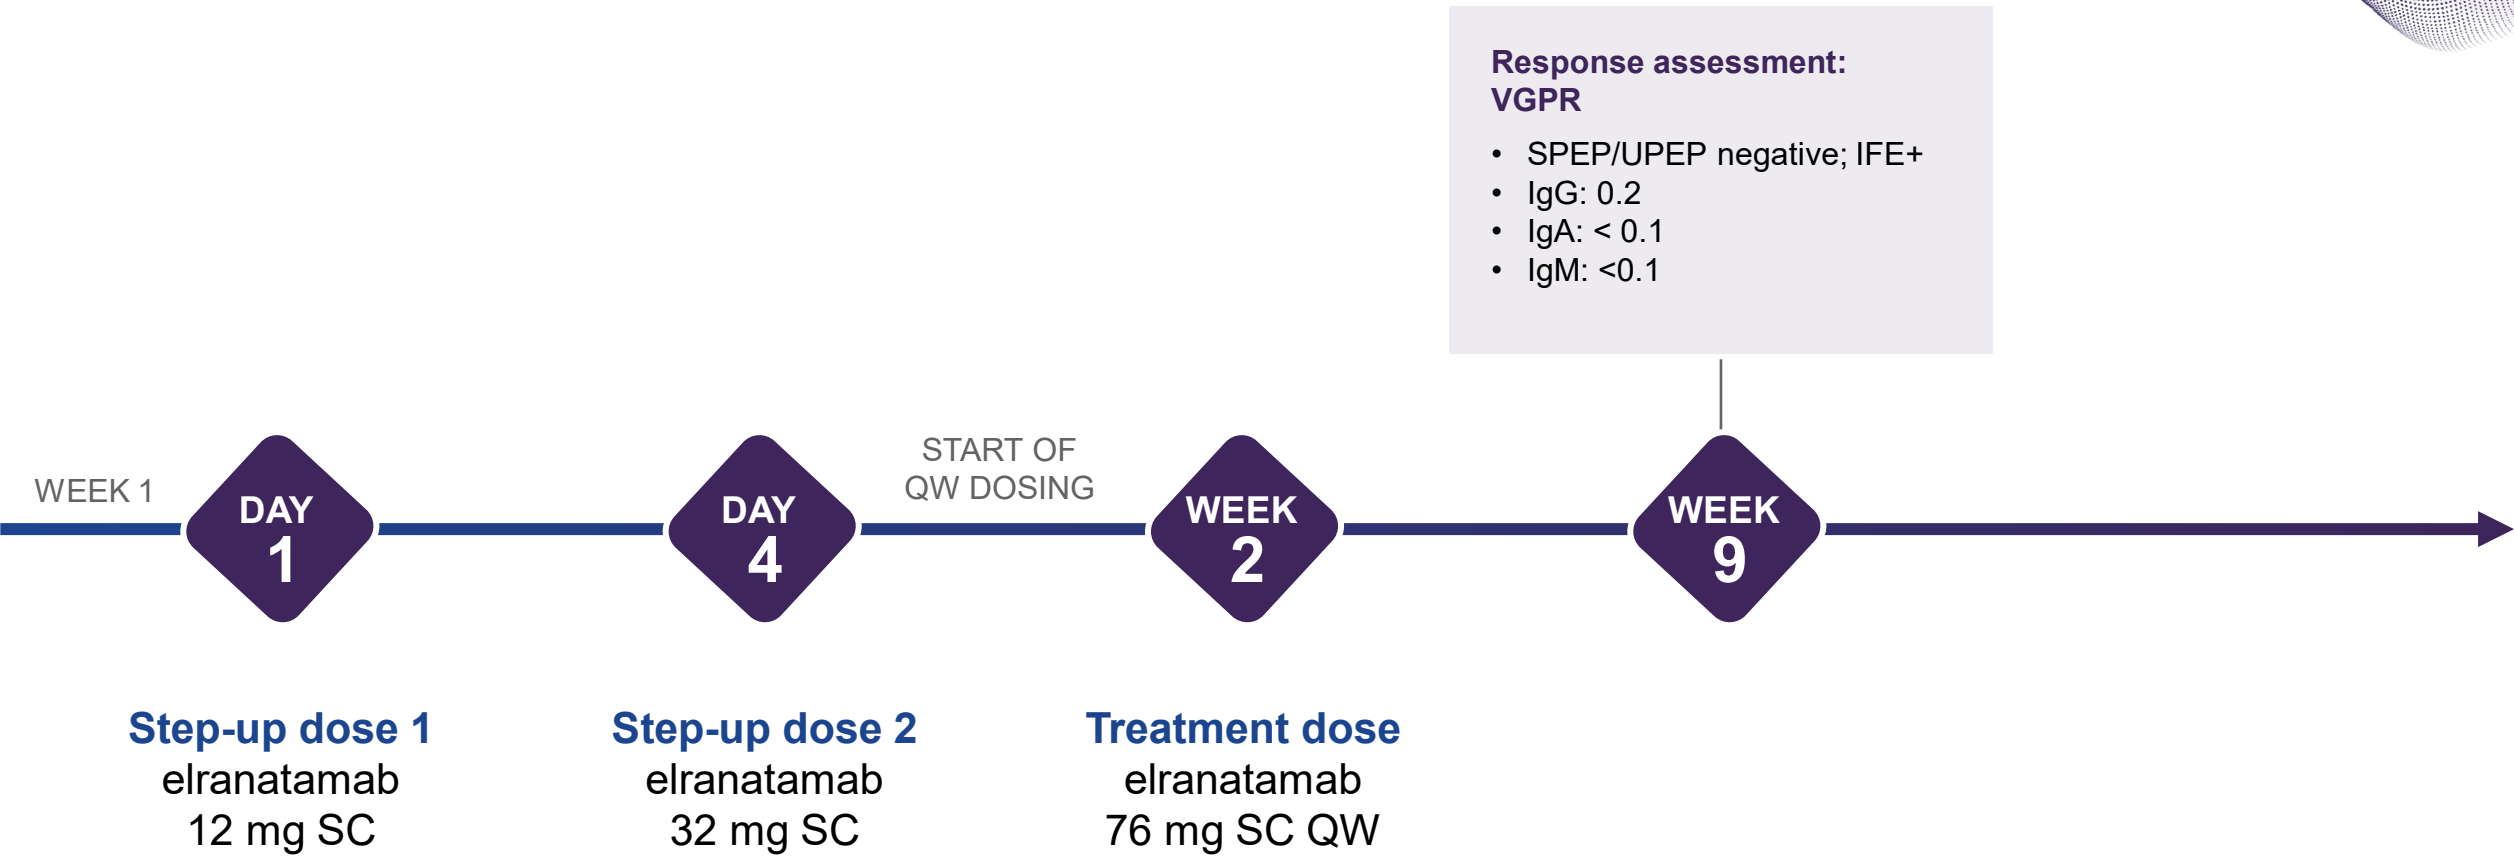 Response assessment:
VGPR
• SPEP/UPEP negative; IFE+
• IgG: 0.2
• IgA: < 0.1
• IgM: <0.1
WEEK 1
DAY
1
DAY
4
START OF
QW DOSING
WEEK
2
WEEK
9
Step-up dose 1
elranatamab
12 mg SC
Step-up dose 2
elranatamab
32 mg SC
Treatment dose
elranatamab
76 mg SC QW